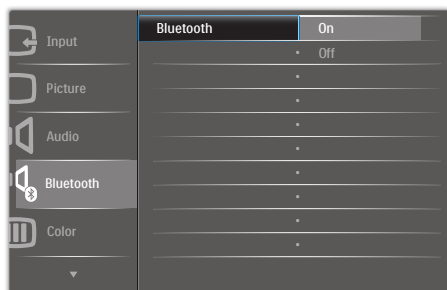 Input
Picture
Audio
Bluetooth
Color
Bluetooth On
Off